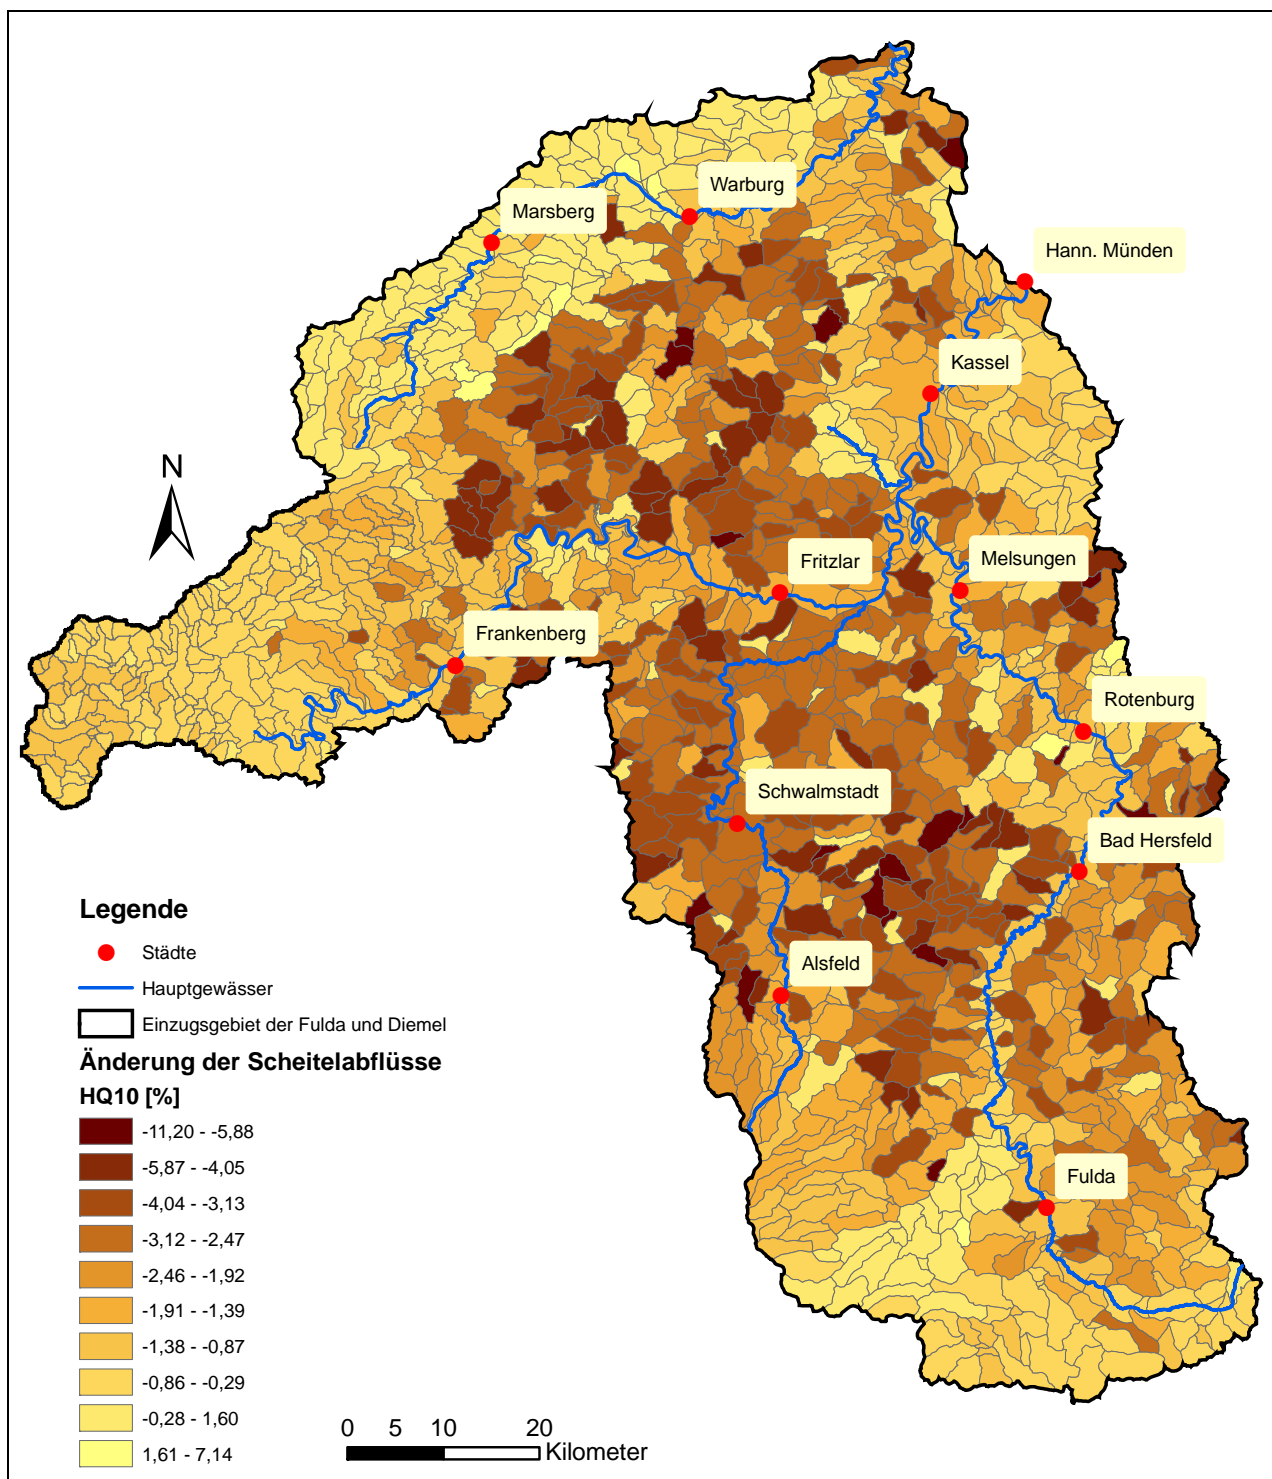 Warburg
Marsberg
Hann. Münden
Kassel
N
Fritzlar
Melsungen
Frankenberg
Rotenburg
Schwalmstadt
Bad Hersfeld
Alsfeld
Fulda
Legende
Städte
Hauptgewässer
Einzugsgebiet der Fulda und Diemel
Änderung der Scheitelabflüsse
HQ10 [%]
-11,20 - -5,88
-5,87 - -4,05
-4,04 - -3,13
-3,12 - -2,47
-2,46 - -1,92
-1,91 - -1,39
-1,38 - -0,87
-0,86 - -0,29
-0,28 - 1,60
1,61 - 7,14
0 5 10 20
Kilometer